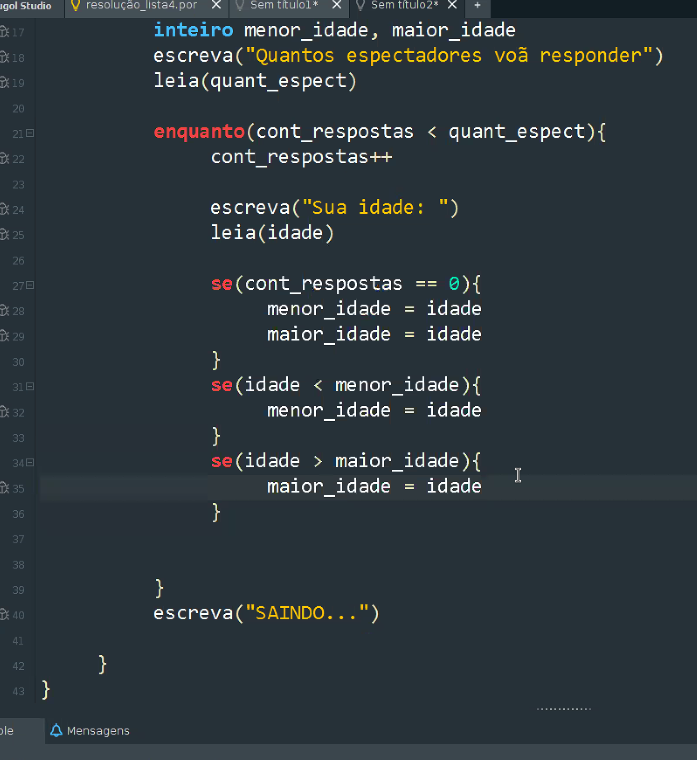 ugol Studio resolução_lista4.por Sem título1* Sem título2* +
17 inteiro menor_idade, maior_idade
18 escreva("Quantos espectadores voã responder")
19 leia(quant_espect)
20
21 enquanto(cont_respostas < quant_espect){
22 cont_respostas++
23
24 escreva("Sua idade: ")
25 leia(idade)
26
27 se(cont_respostas == 0){
28 menor_idade = idade
29 maior_idade = idade
30 }
31 se(idade < menor_idade){
32 menor_idade = idade
33 }
34 se(idade > maior_idade){
35 maior_idade = idade
36 }
37
38
39 }
40 escreva("SAINDO...")
41
42 }
43 }
ole Mensagens